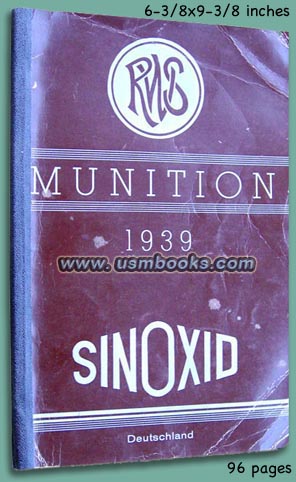 6-3/8x9-3/8 inches
RWS
MUNITION
1939
www.usmbooks.com
SINOXID
Deutschland
96 pages